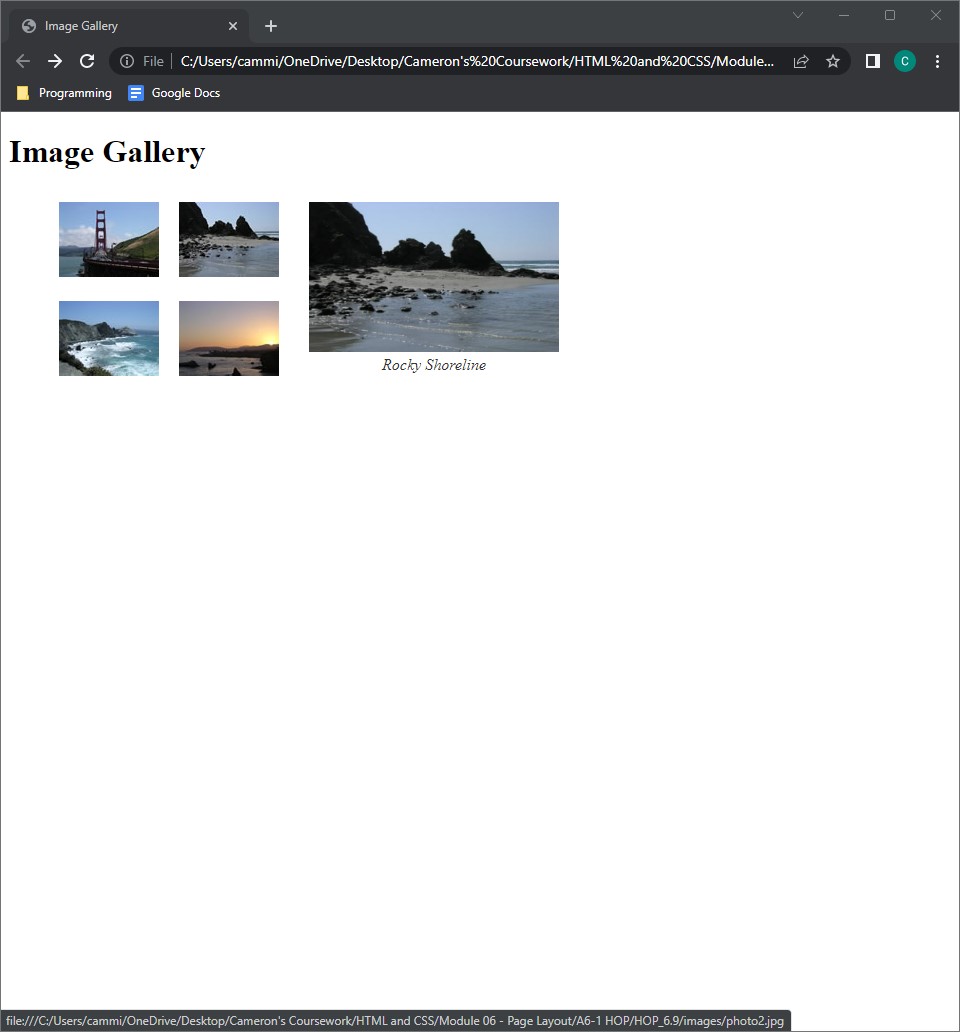 Image Gallery
File
C:/Users/cammi/OneDrive/Desktop/Cameron's%20Coursework/HTML%20and%20CSS/Module...
C
Programming
Google Docs
Image Gallery
Rocky Shoreline
file:///C:/Users/cammi/OneDrive/Desktop/Cameron's Coursework/HTML and CSS/Module 06 - Page Layout/A6-1 HOP/HOP_6.9/images/photo2.jpg